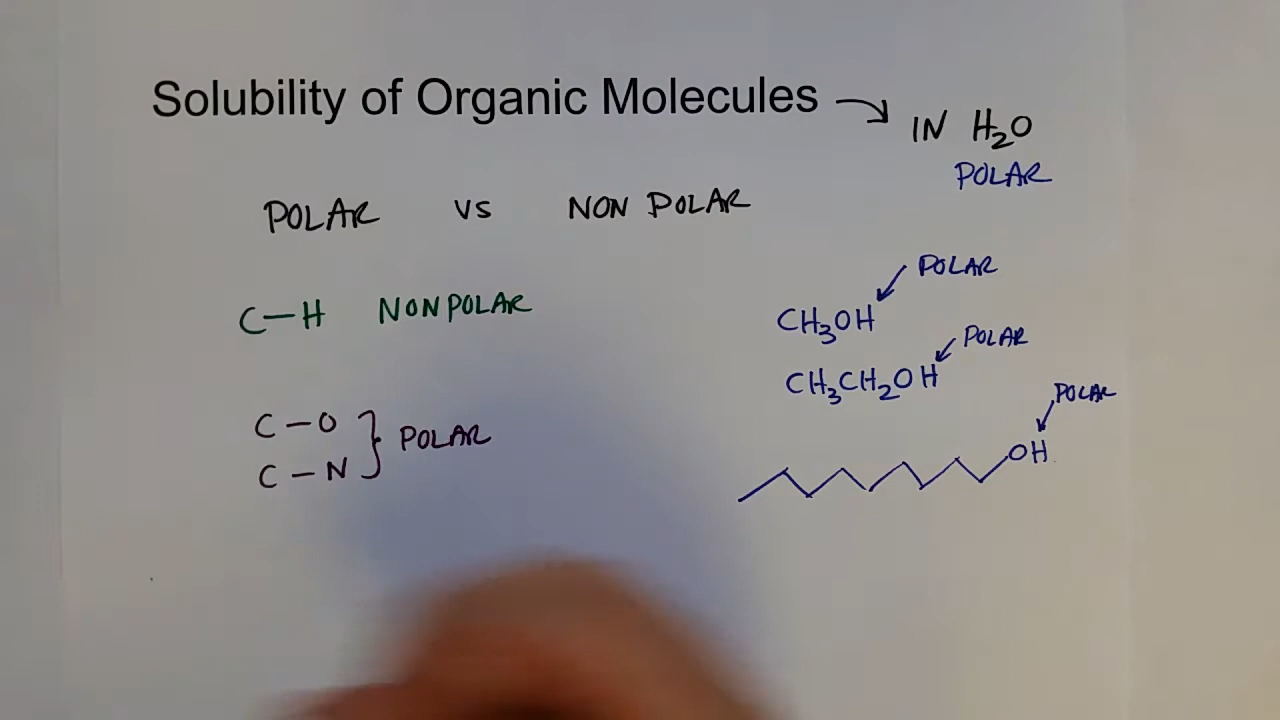 Solubility of Organic Molecules
IN H₂O
POLAR
POLAR vs NON POLAR
POLAR
C-H NONPOLAR
CH₃OH
POLAR
CH₃CH₂OH
POLAR
C-O
C-N
POLAR
OH